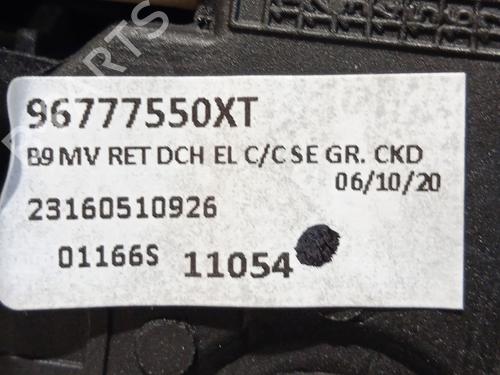 96777550XT
B9 MV RET DCH EL C/C SE GR. CKD
06/10/20
23160510926
01166S 11054